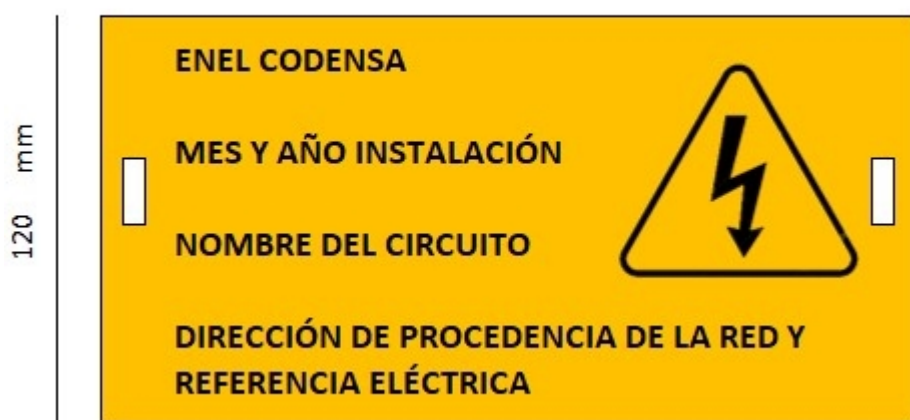 ENEL CODENSA
MES Y AÑO INSTALACIÓN
NOMBRE DEL CIRCUITO
DIRECCIÓN DE PROCEDENCIA DE LA RED Y
REFERENCIA ELÉCTRICA
120 mm